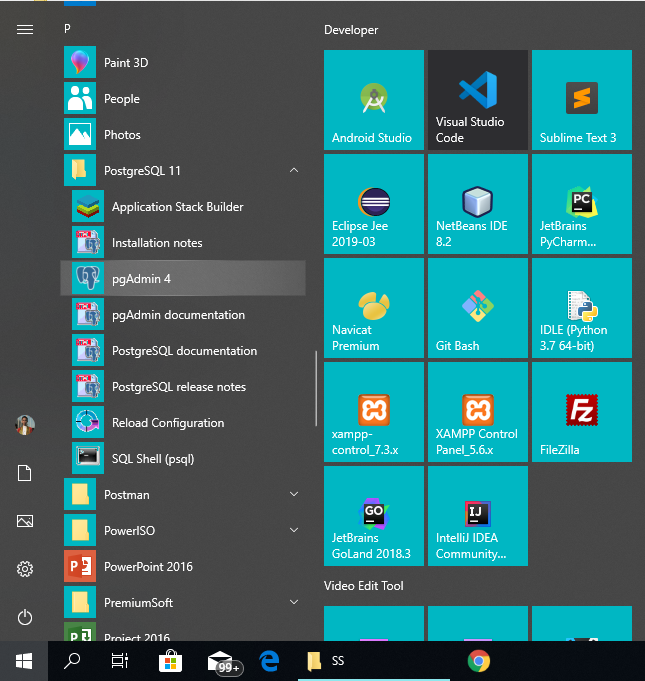 P
Paint 3D
People
Photos
PostgreSQL 11
Application Stack Builder
Installation notes
pgAdmin 4
pgAdmin documentation
PostgreSQL documentation
PostgreSQL release notes
Reload Configuration
SQL Shell (psql)
Postman
PowerISO
PowerPoint 2016
PremiumSoft
Project 2016
Developer
Android Studio
Visual Studio
Code
Sublime Text 3
Eclipse Jee
2019-03
NetBeans IDE
8.2
PC
JetBrains
PyCharm...
Navicat
Premium
Git Bash
IDLE (Python
3.7 64-bit)
xampp-
control_7.3.x
XAMPP Control
Panel_5.6.x
FZ
FileZilla
GO
JetBrains
GoLand 2018.3
IJ
IntelliJ IDEA
Community...
Video Edit Tool
99+
SS